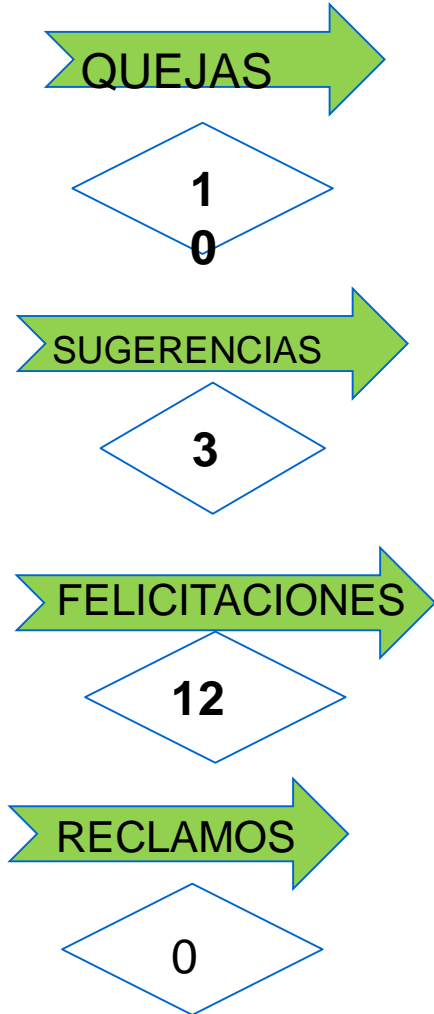 QUEJAS
1
0
SUGERENCIAS
3
FELICITACIONES
12
RECLAMOS
0